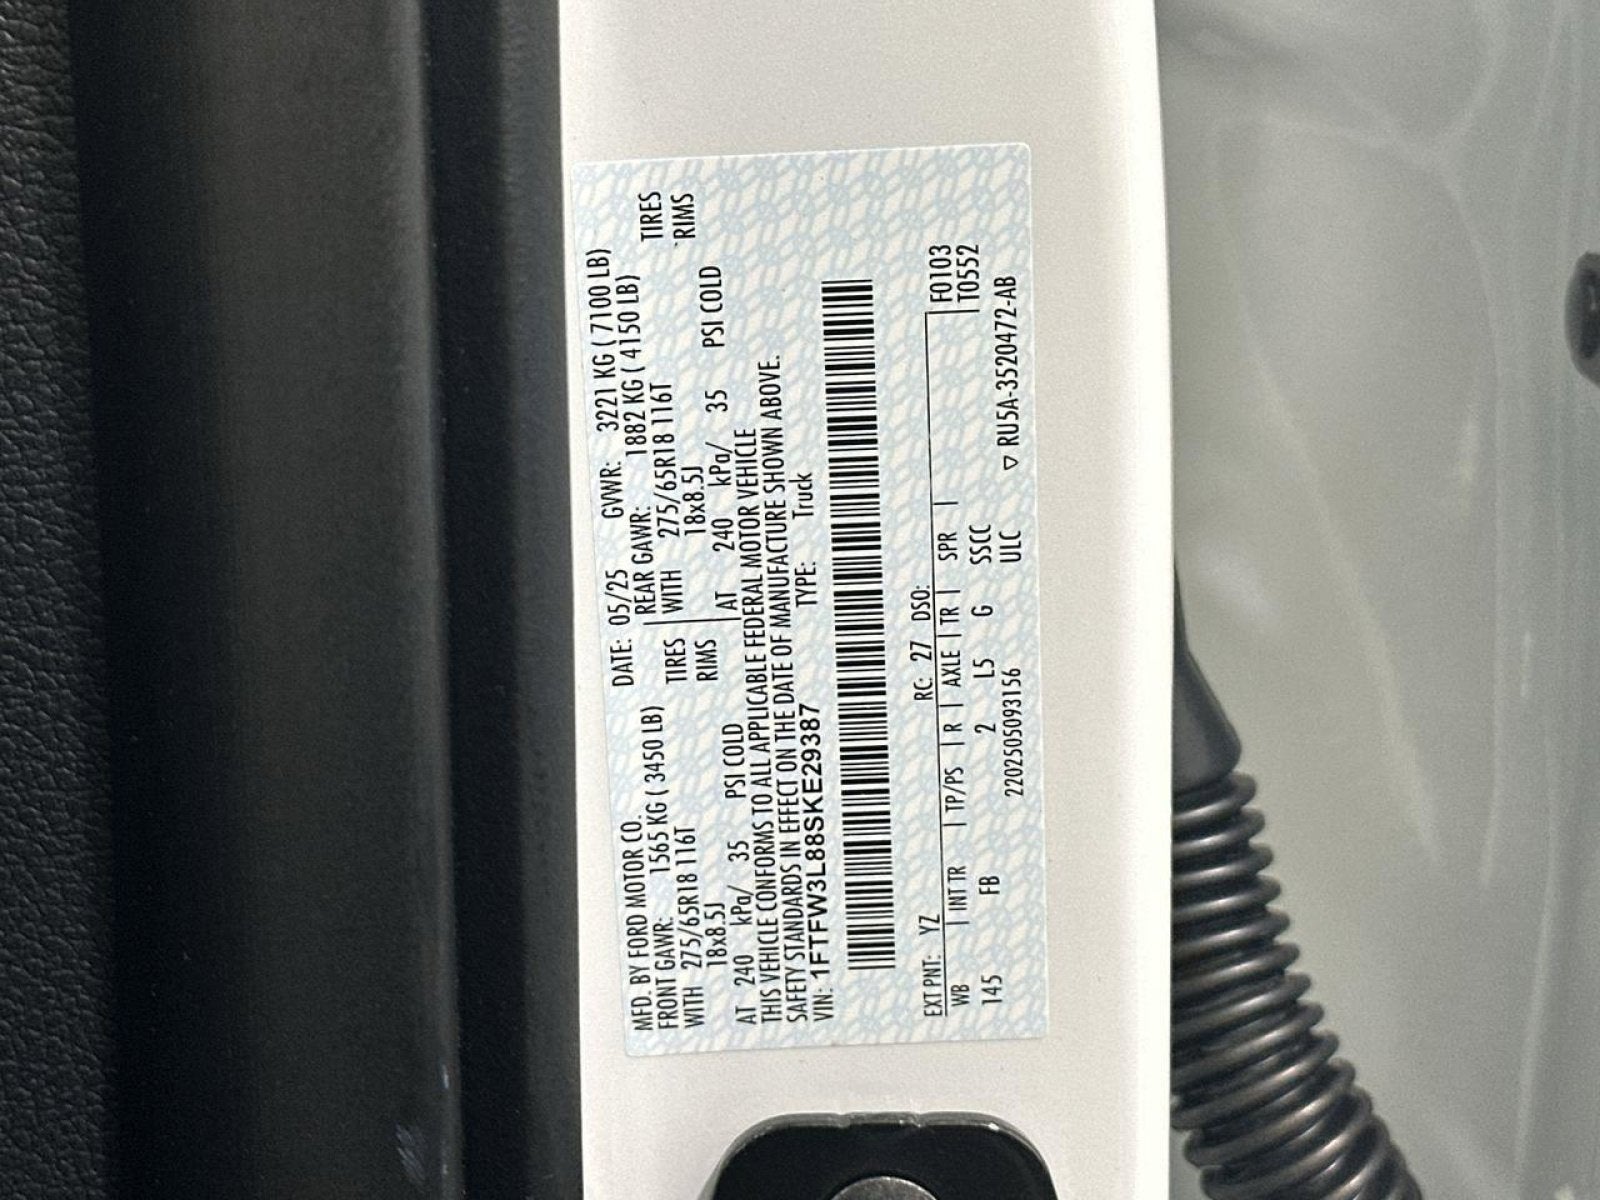 MFD. BY FORD MOTOR CO. DATE: 05/25 GVWR: 3221 KG ( 7100 LB)
FRONT GAWR: 1565 KG ( 3450 LB) REAR GAWR: 1882 KG ( 4150 LB)
WITH 275/65R18 116T TIRES WITH 275/65R18 116T TIRES
18x8.5J RIMS 18x8.5J RIMS
AT 240 kPa/ 35 PSI COLD AT 240 kPa/ 35 PSI COLD
THIS VEHICLE CONFORMS TO ALL APPLICABLE FEDERAL MOTOR VEHICLE
SAFETY STANDARDS IN EFFECT ON THE DATE OF MANUFACTURE SHOWN ABOVE.
VIN: 1FTFW3L88SKE29387 TYPE: Truck
EXT PNT: YZ RC: 27 DSO: F0103
WB | INT TR | TP/PS | R | AXLE | TR | SPR | T0552
145 FB 2 L5 G SSCC
2202505093156 ULC ▽ RU5A-3520472-AB